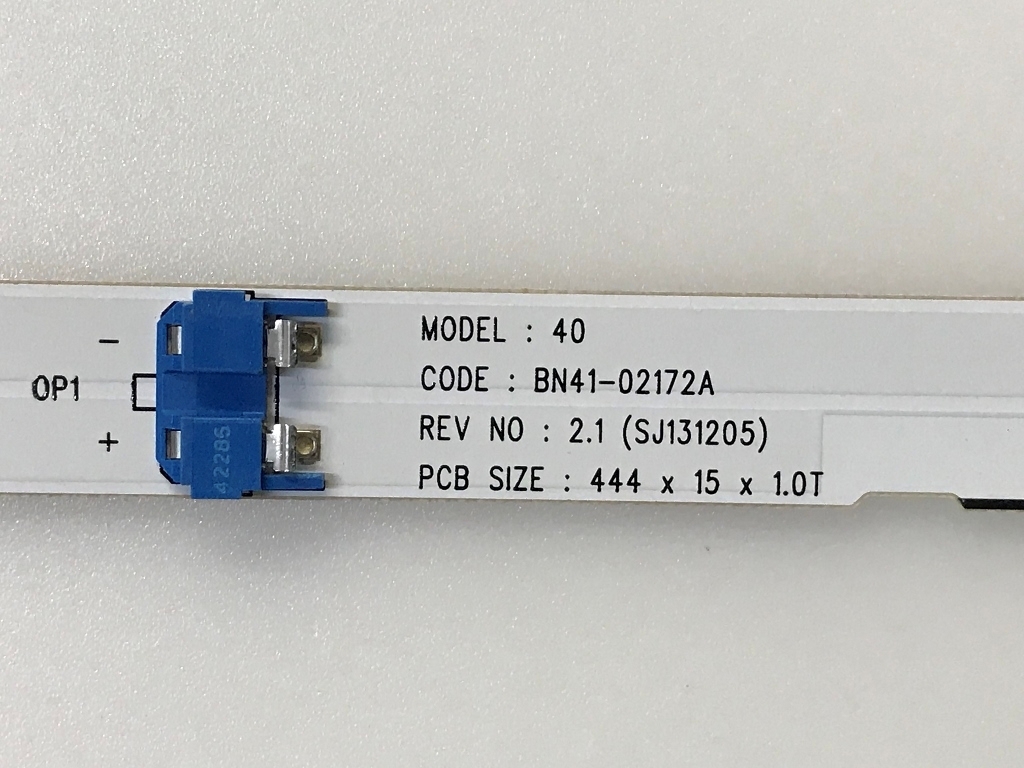 -
OP1
+
42285
MODEL : 40
CODE : BN41-02172A
REV NO : 2.1 (SJ131205)
PCB SIZE : 444 x 15 x 1.0T